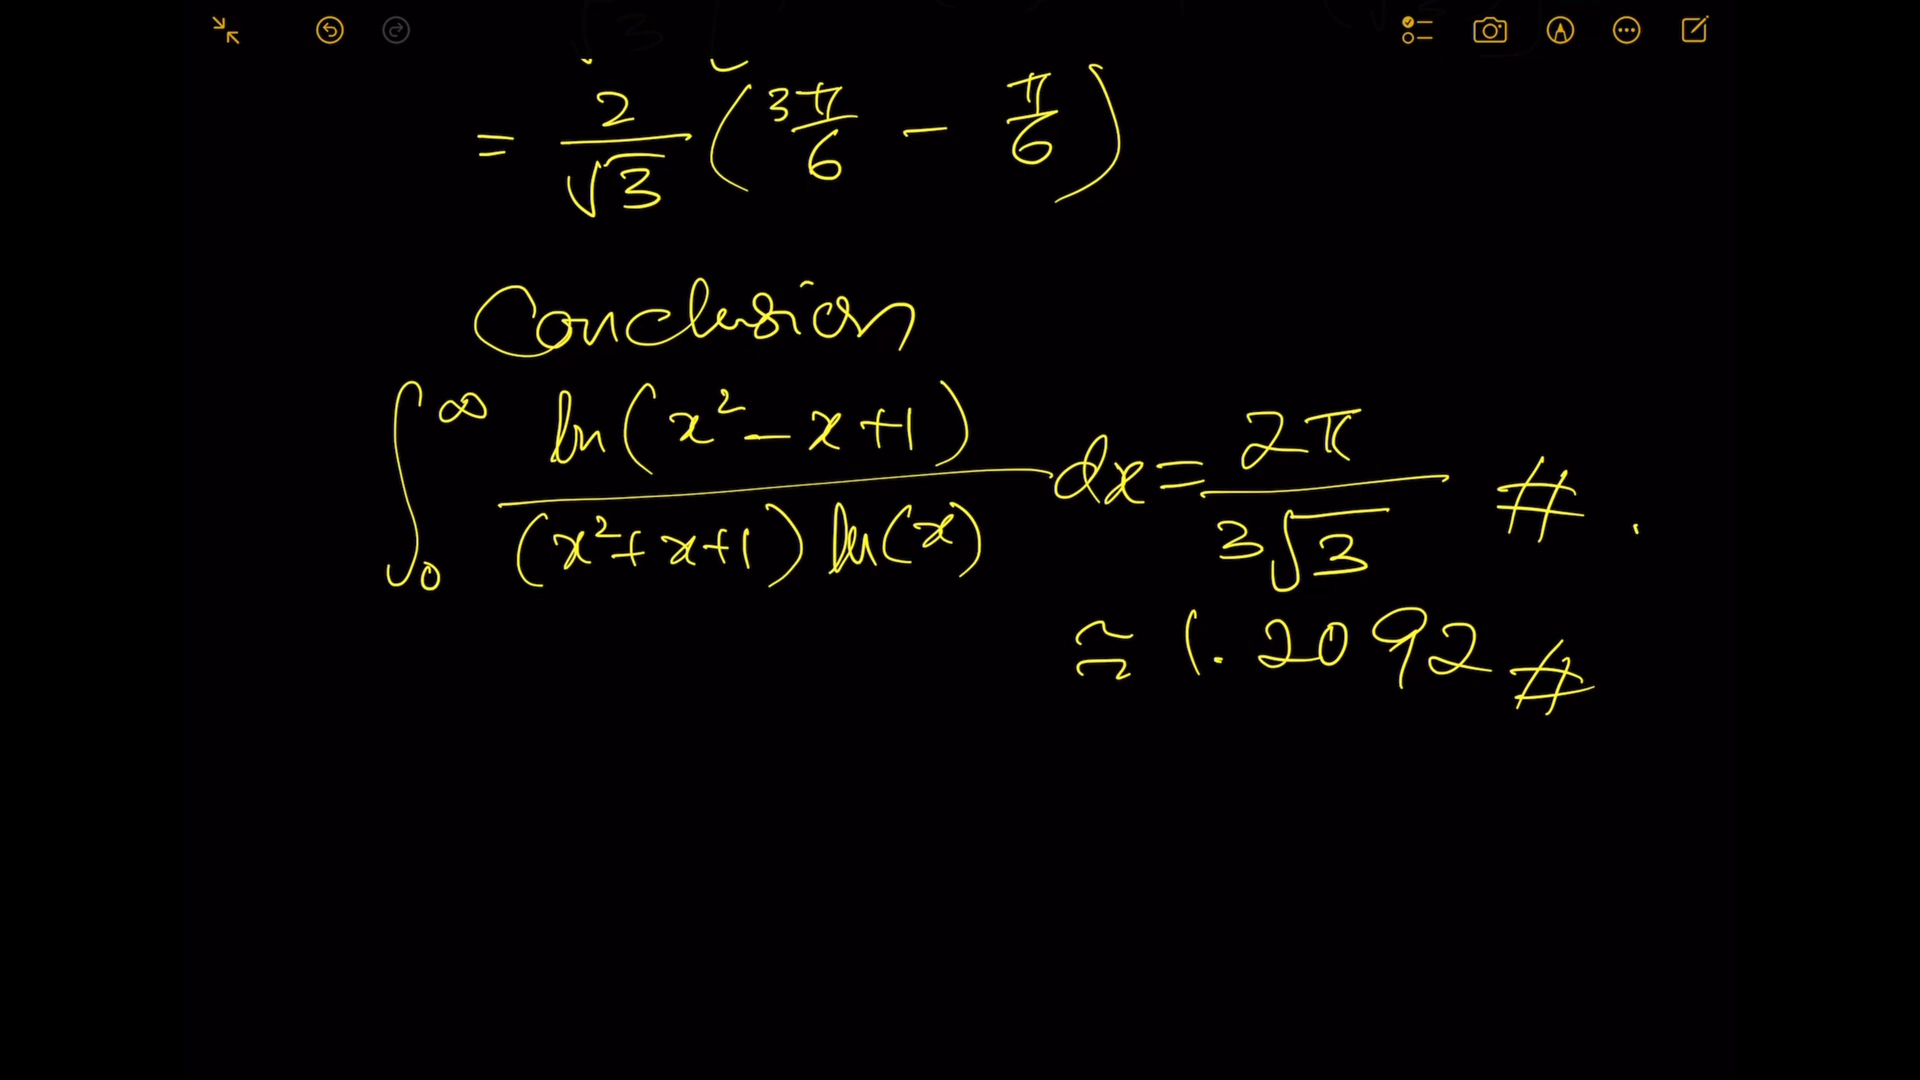 = 2/√3 (3π/6 − π/6)
Conclusion
∫₀^∞ ln(x²−x+1)/((x²+x+1) ln(x)) dx = 2π/(3√3) # .
≅ 1.2092 #